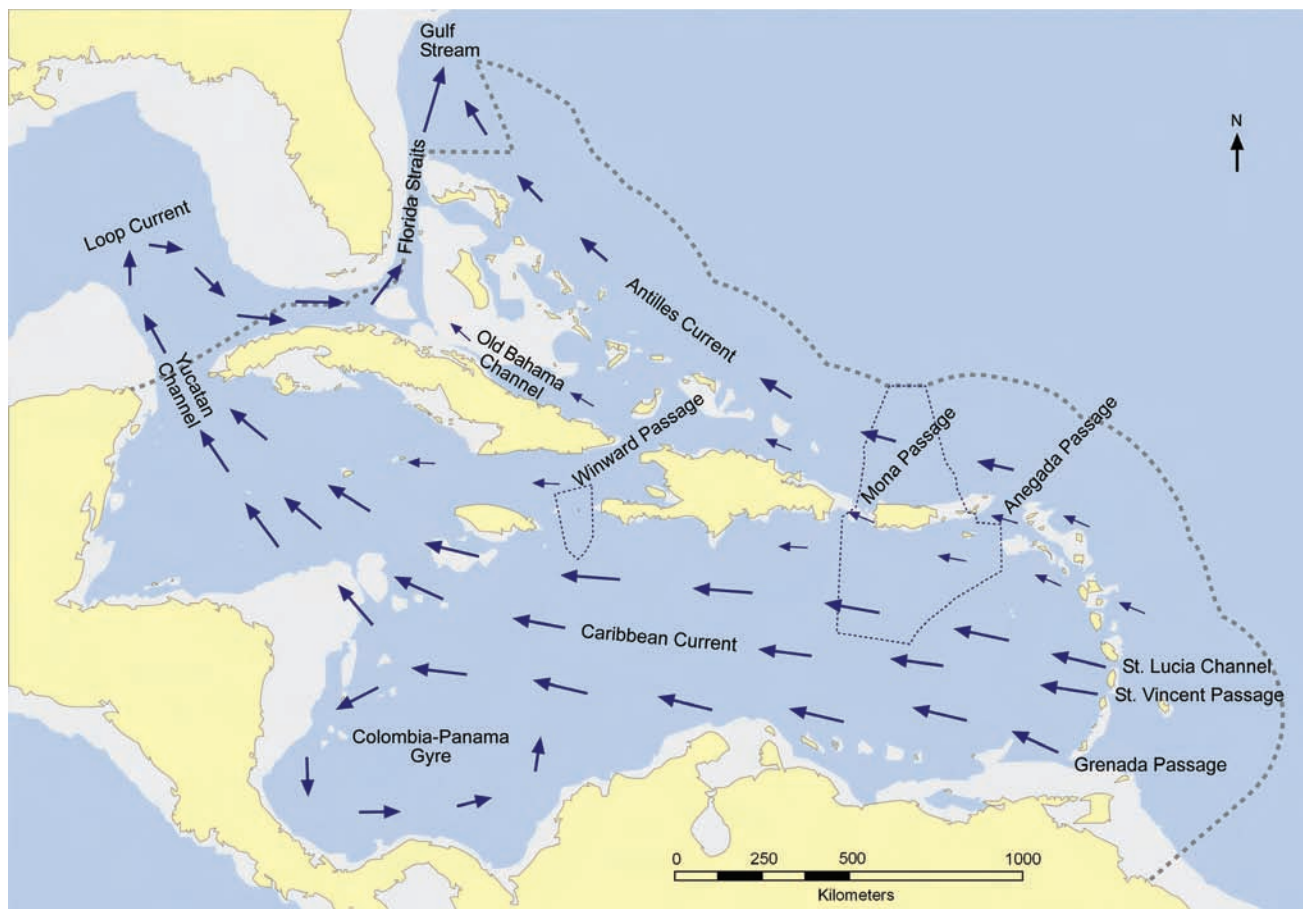 Gulf
Stream
N
Florida Straits
Loop Current
Antilles Current
Old Bahama
Channel
Yucatan
Channel
Winward Passage
Mona Passage
Anegada Passage
Caribbean Current
St. Lucia Channel
St. Vincent Passage
Colombia-Panama
Gyre
Grenada Passage
0 250 500 1000
Kilometers